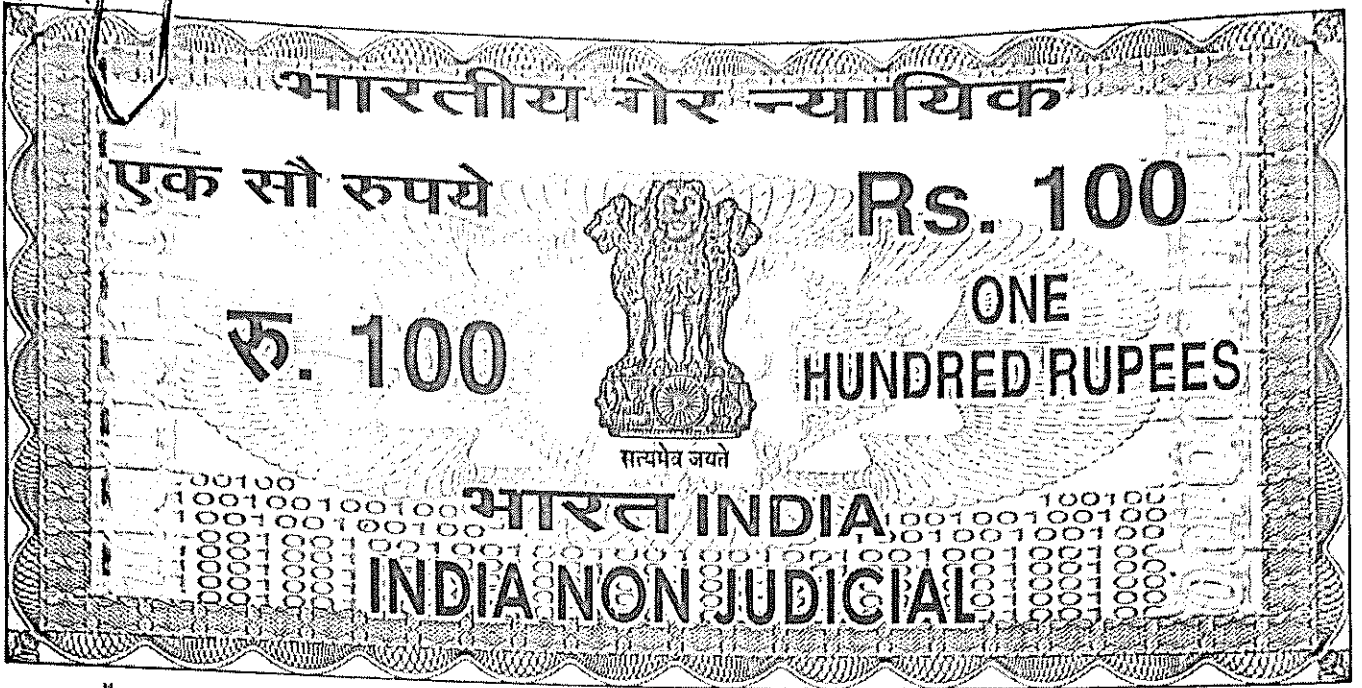 भारतीय गैर न्यायिक
एक सौ रुपये
Rs. 100
रु. 100
ONE
HUNDRED RUPEES
सत्यमेव जयते
भारत INDIA
INDIA NON JUDICIAL